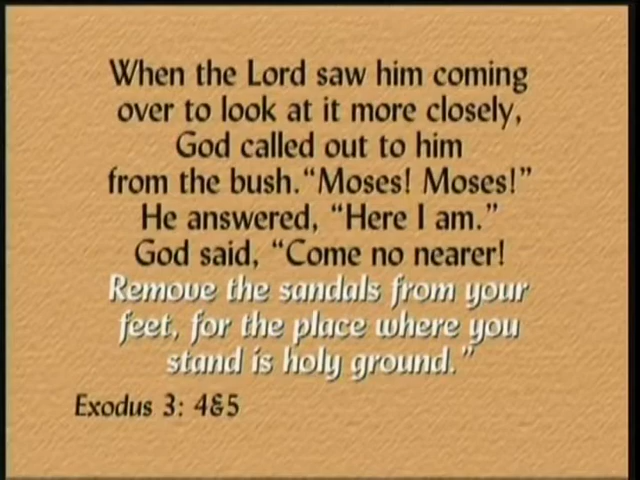 When the Lord saw him coming
over to look at it more closely,
God called out to him
from the bush.“Moses! Moses!”
He answered, “Here I am.”
God said, “Come no nearer!
Remove the sandals from your
feet, for the place where you
stand is holy ground.”
Exodus 3: 4&5